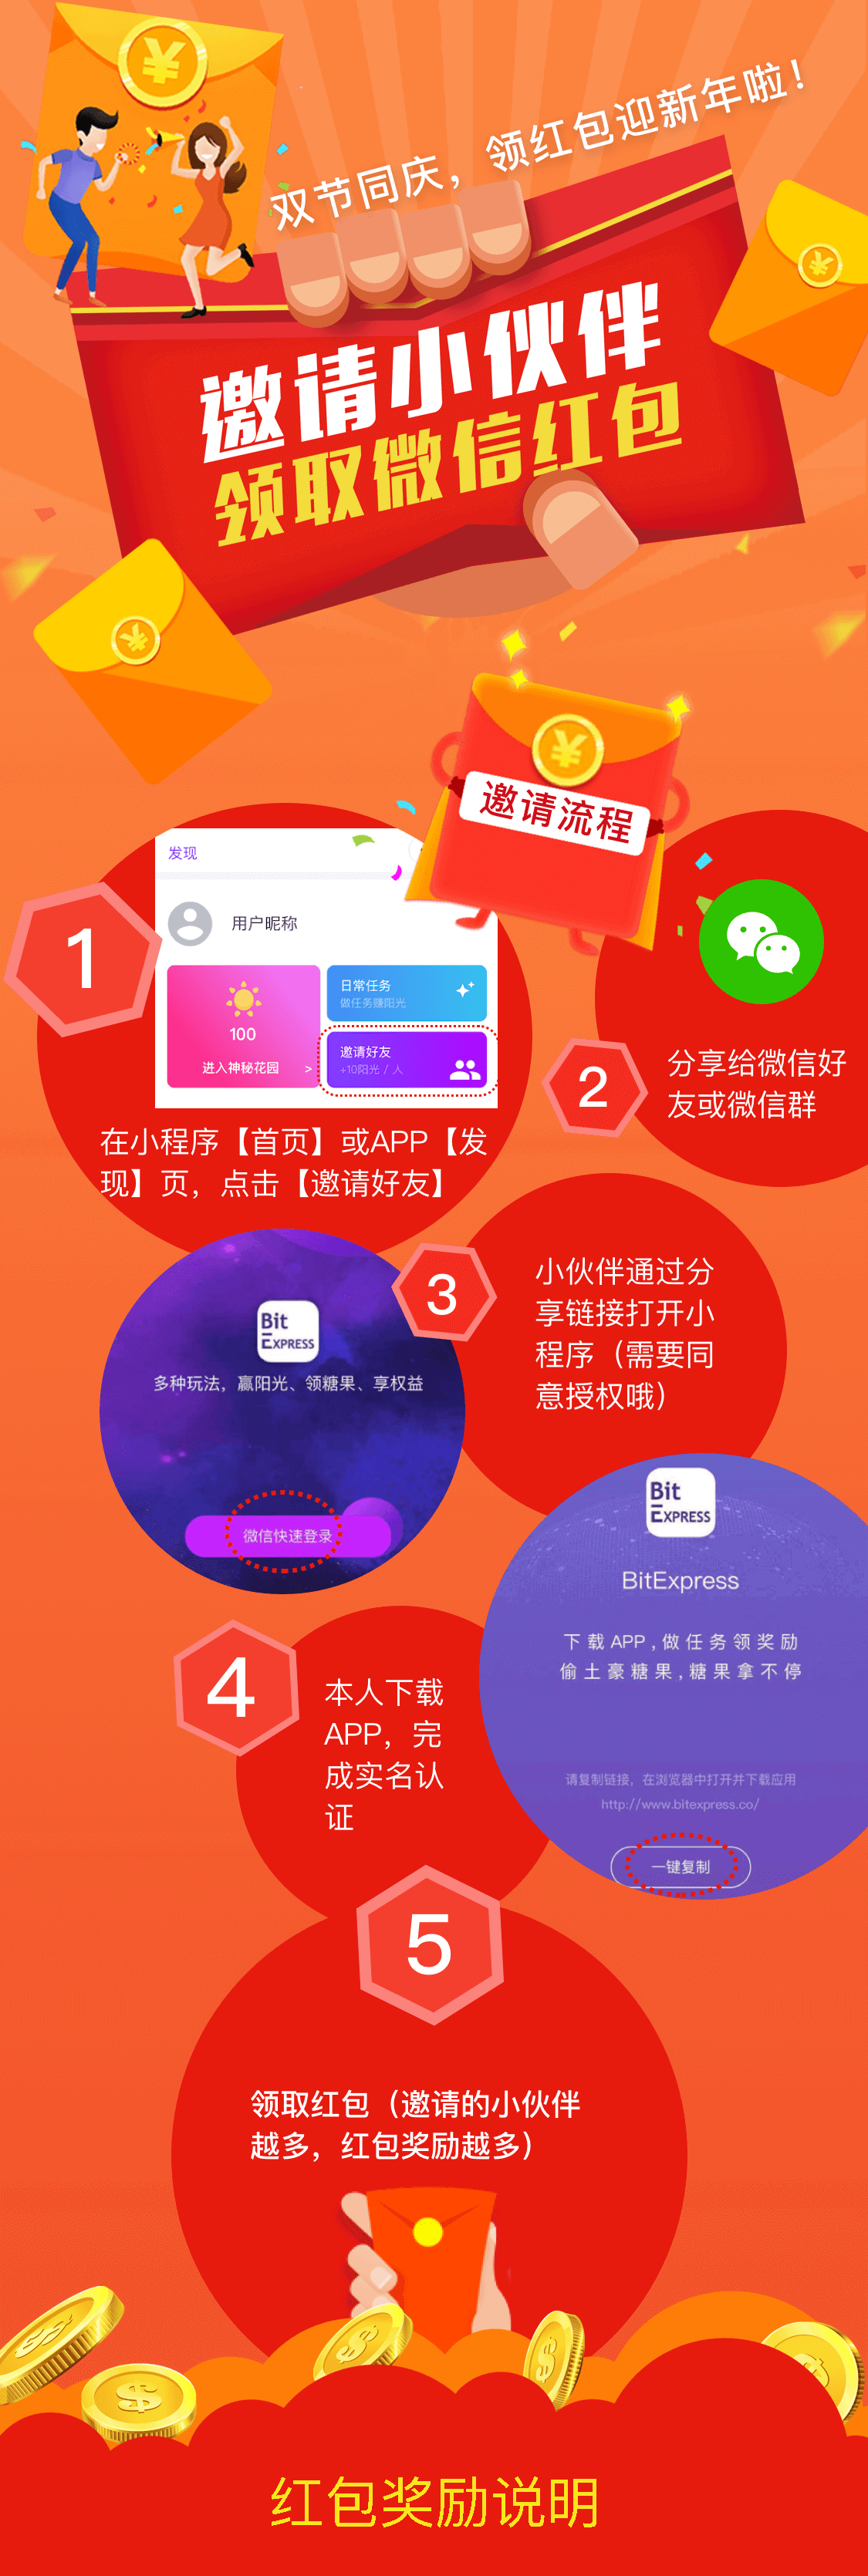 双节同庆，领红包迎新年啦！
邀请小伙伴
领取微信红包
邀请流程
1
发现
用户昵称
100
进入神秘花园 >
日常任务
做任务赚阳光
邀请好友
+10阳光 / 人
在小程序【首页】或APP【发
现】页，点击【邀请好友】
2
分享给微信好
友或微信群
3
小伙伴通过分
享链接打开小
程序（需要同
意授权哦）
Bit
EXPRESS
多种玩法，赢阳光、领糖果、享权益
微信快速登录
4
本人下载
APP，完
成实名认
证
Bit
EXPRESS
BitExpress
下载APP,做任务领奖励
偷土豪糖果,糖果拿不停
请复制链接，在浏览器中打开并下载应用
http://www.bitexpress.co/
一键复制
5
领取红包（邀请的小伙伴
越多，红包奖励越多）
红包奖励说明